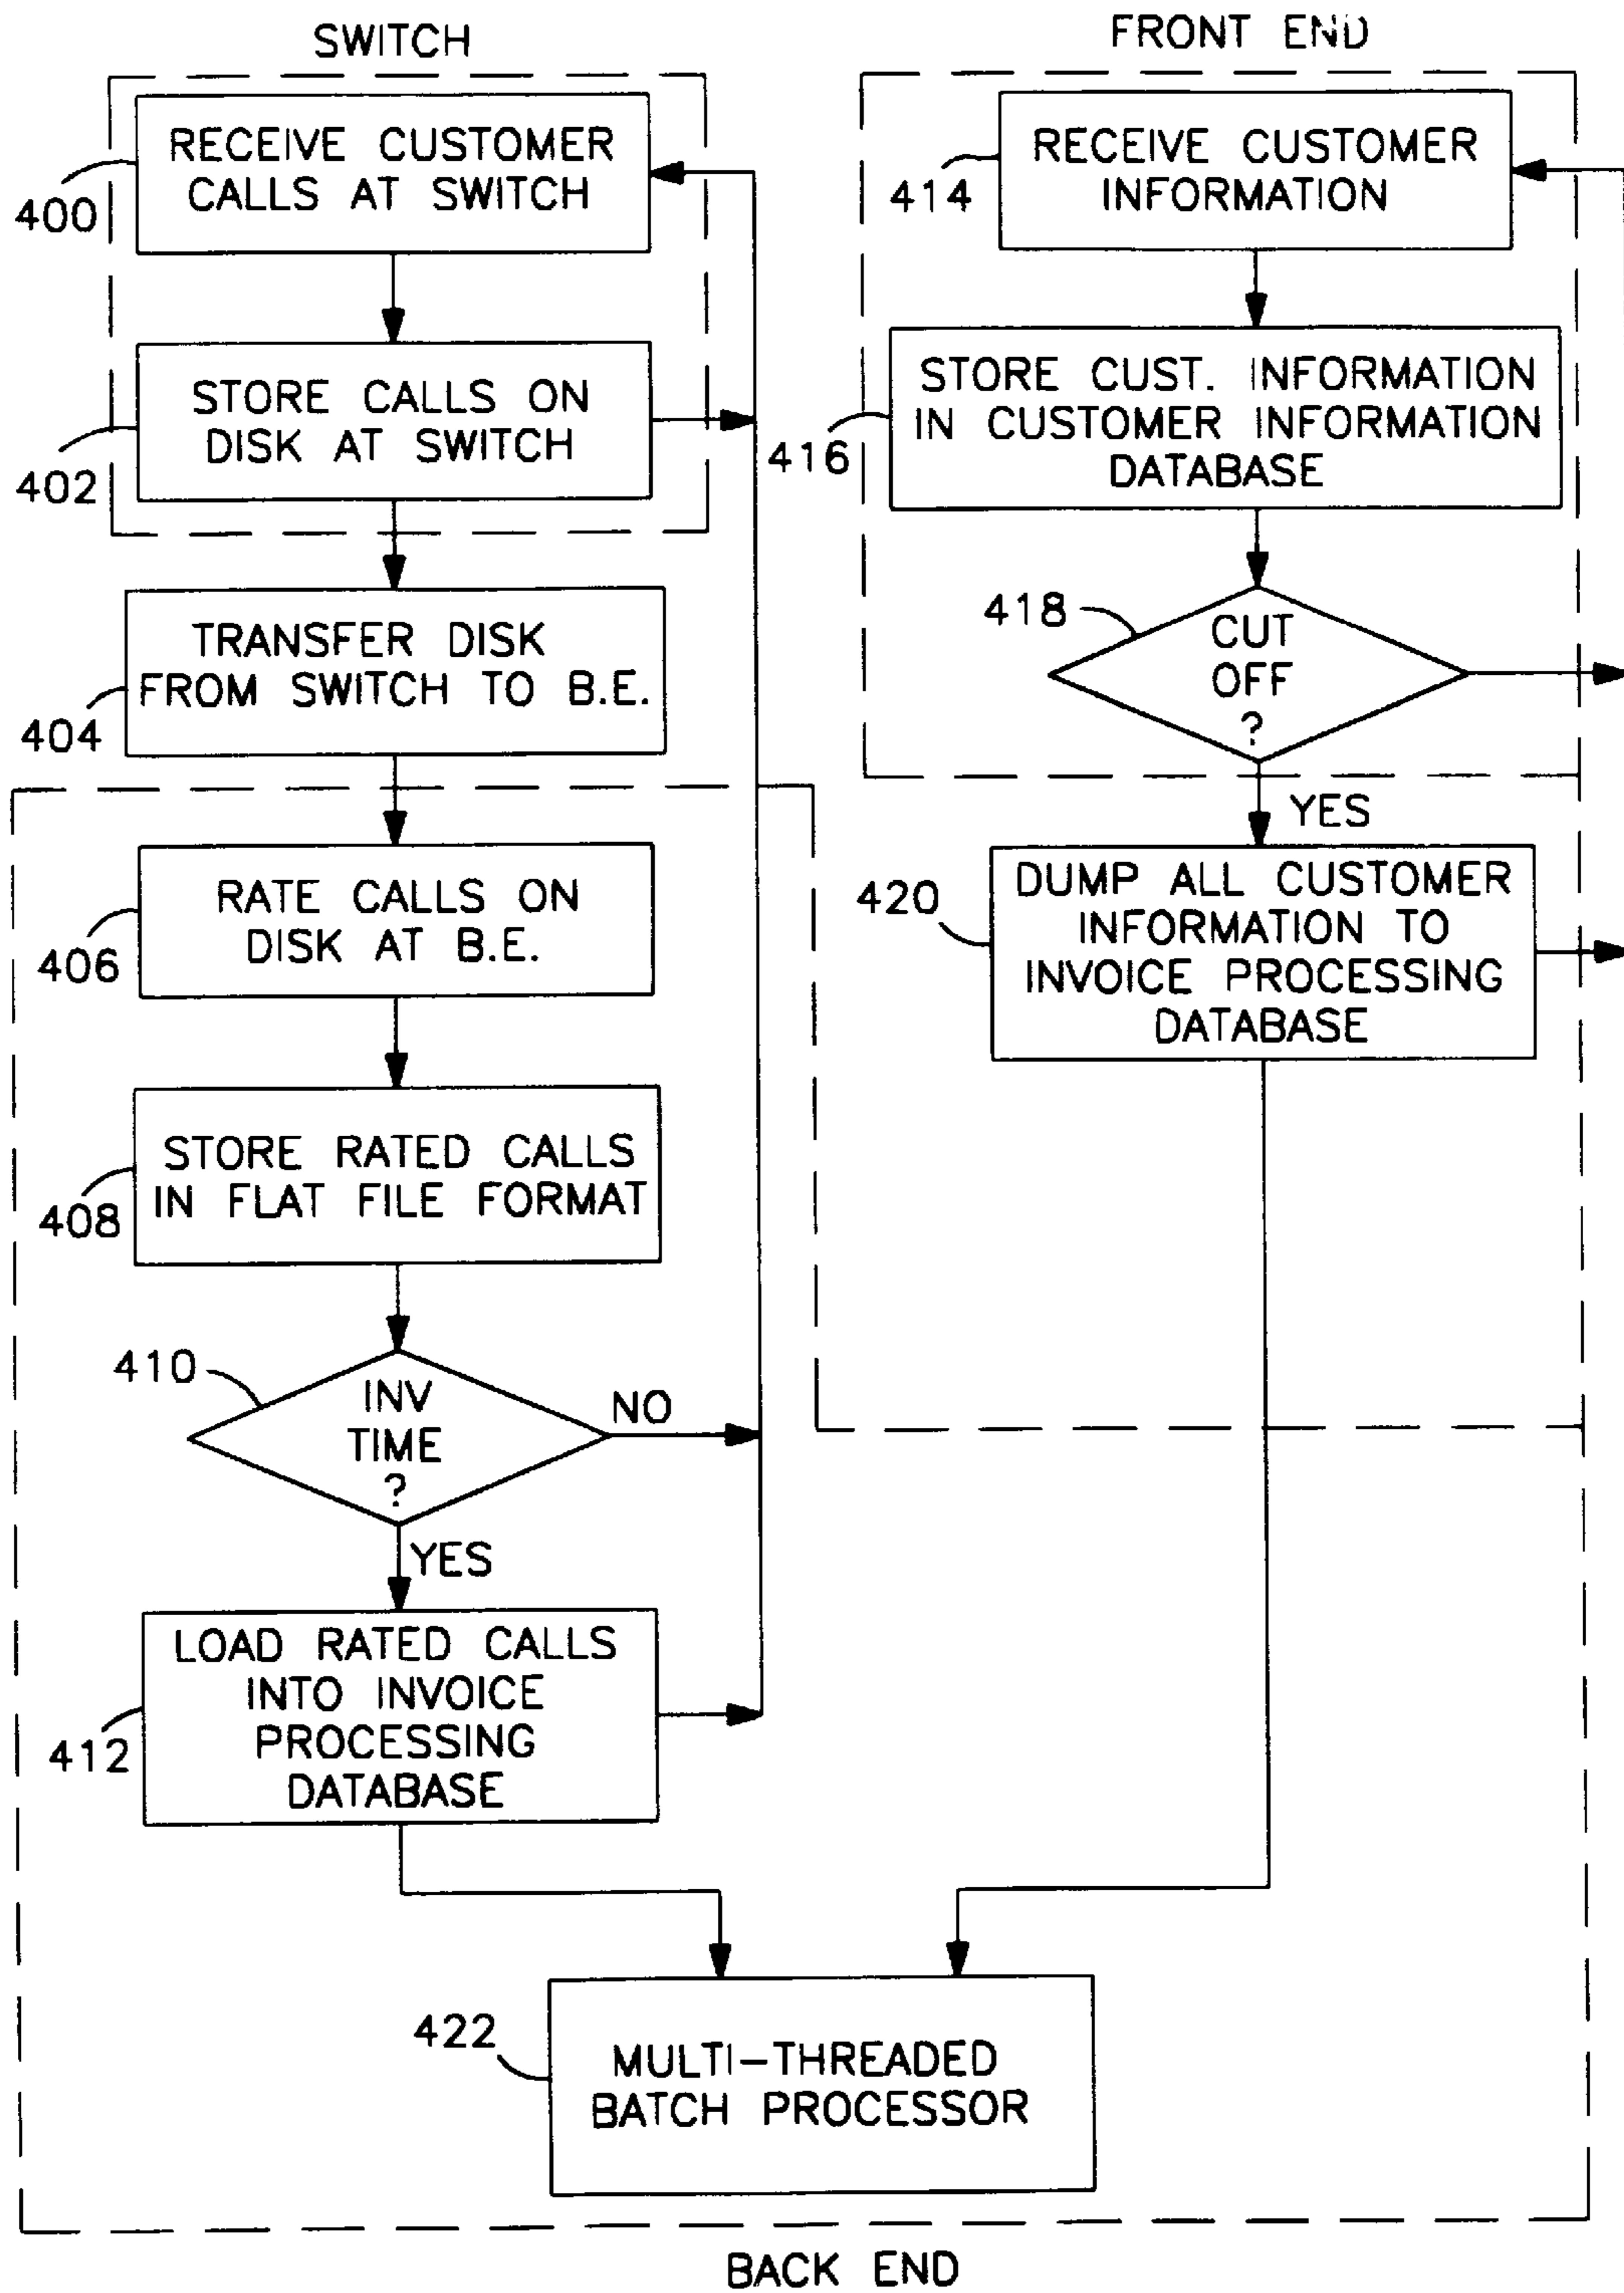 SWITCH
RECEIVE CUSTOMER
CALLS AT SWITCH
400
STORE CALLS ON
DISK AT SWITCH
402
TRANSFER DISK
FROM SWITCH TO B.E.
404
RATE CALLS ON
DISK AT B.E.
406
STORE RATED CALLS
IN FLAT FILE FORMAT
408
410
INV
TIME
?
NO
YES
LOAD RATED CALLS
INTO INVOICE
PROCESSING
DATABASE
412
FRONT END
RECEIVE CUSTOMER
INFORMATION
414
STORE CUST. INFORMATION
IN CUSTOMER INFORMATION
DATABASE
416
418
CUT
OFF
?
YES
DUMP ALL CUSTOMER
INFORMATION TO
INVOICE PROCESSING
DATABASE
420
422
MULTI-THREADED
BATCH PROCESSOR
BACK END